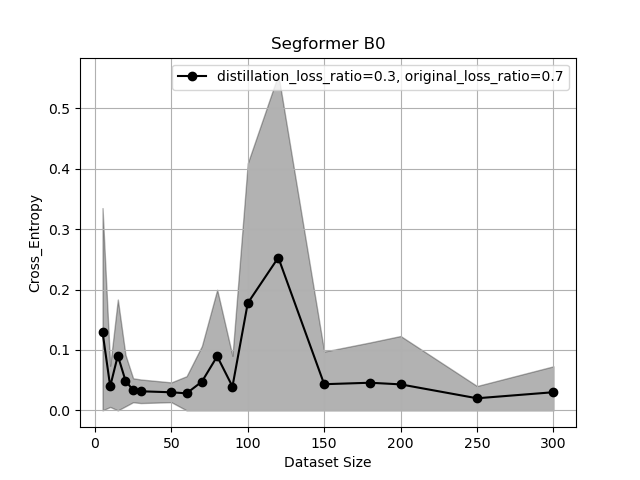 Segformer B0
distillation_loss_ratio=0.3, original_loss_ratio=0.7
Cross_Entropy
0.5
0.4
0.3
0.2
0.1
0.0
0 50 100 150 200 250 300
Dataset Size